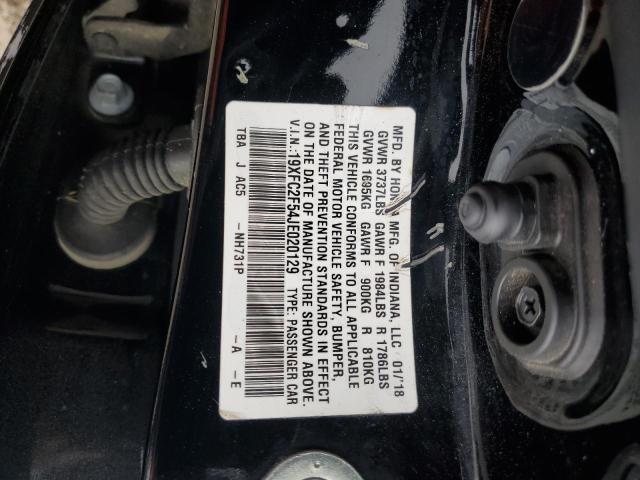 MFD. BY HONDA MFG. OF INDIANA, LLC 01/'18
GVWR 3737LBS GAWR F 1984LBS R 1786LBS
GVWR 1695KG GAWR F 900KG R 810KG
THIS VEHICLE CONFORMS TO ALL APPLICABLE
FEDERAL MOTOR VEHICLE SAFETY, BUMPER,
AND THEFT PREVENTION STANDARDS IN EFFECT
ON THE DATE OF MANUFACTURE SHOWN ABOVE.
V.I.N.:19XFC2F54JE020129 TYPE: PASSENGER CAR
TBA J AC5 -NH731P -A -E